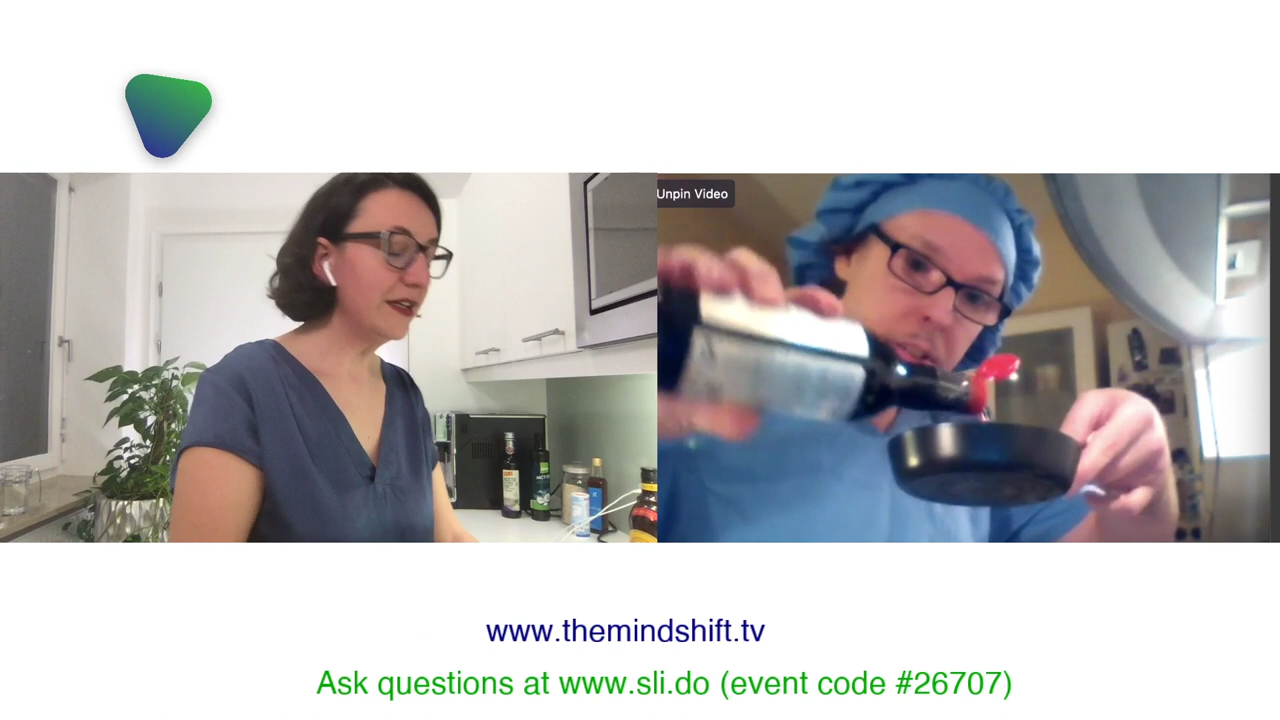 Unpin Video
www.themindshift.tv
Ask questions at www.sli.do (event code #26707)